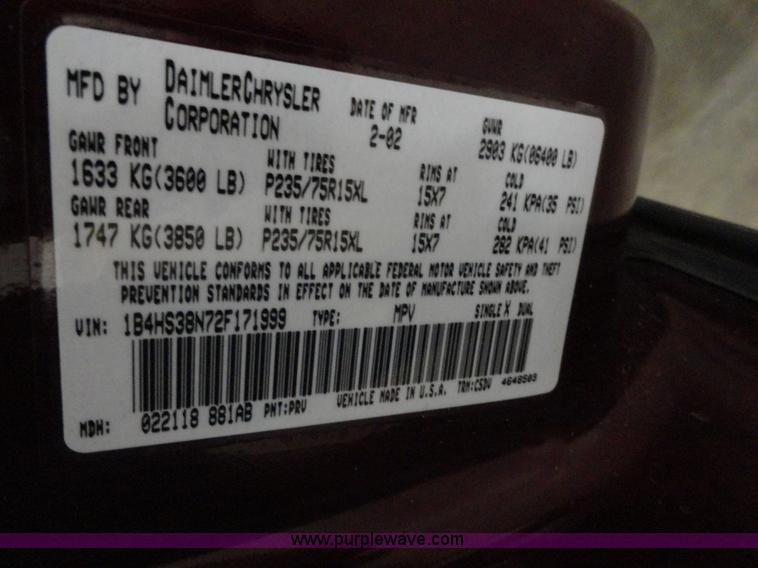 MFD BY DAIMLERCHRYSLER CORPORATION DATE OF MFR 2-02 GVWR 2903 KG(06400 LB)
GAWR FRONT WITH TIRES RIMS AT COLD
1633 KG(3600 LB) P235/75R15XL 15X7 241 KPA(35 PSI)
GAWR REAR WITH TIRES RIMS AT COLD
1747 KG(3850 LB) P235/75R15XL 15X7 282 KPA(41 PSI)
THIS VEHICLE CONFORMS TO ALL APPLICABLE FEDERAL MOTOR VEHICLE SAFETY AND THEFT
PREVENTION STANDARDS IN EFFECT ON THE DATE OF MANUFACTURE SHOWN ABOVE.
VIN: 1B4HS38N72F171999 TYPE: MPV SINGLE X DUAL
MDH: 022118 881AB PNT:PRV VEHICLE MADE IN U.S.A. TRM:CSDV 4648503
www.purplewave.com